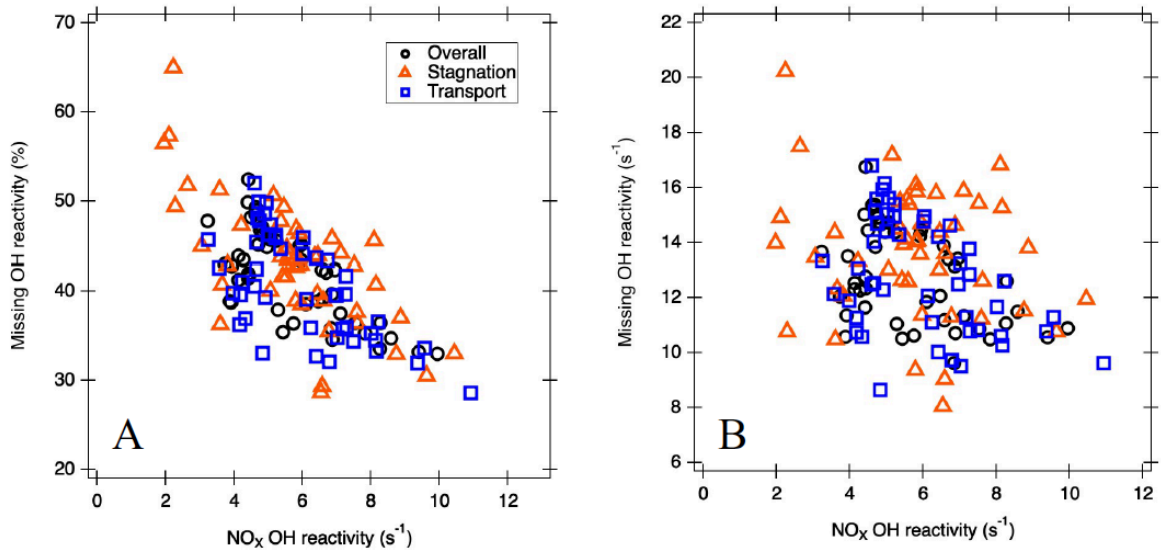 70
60
50
40
30
20
Missing OH reactivity (%)
Overall
Stagnation
Transport
A
0 2 4 6 8 10 12
NOX OH reactivity (s-1)
22
20
18
16
14
12
10
8
6
Missing OH reactivity (s-1)
B
0 2 4 6 8 10 12
NOX OH reactivity (s-1)